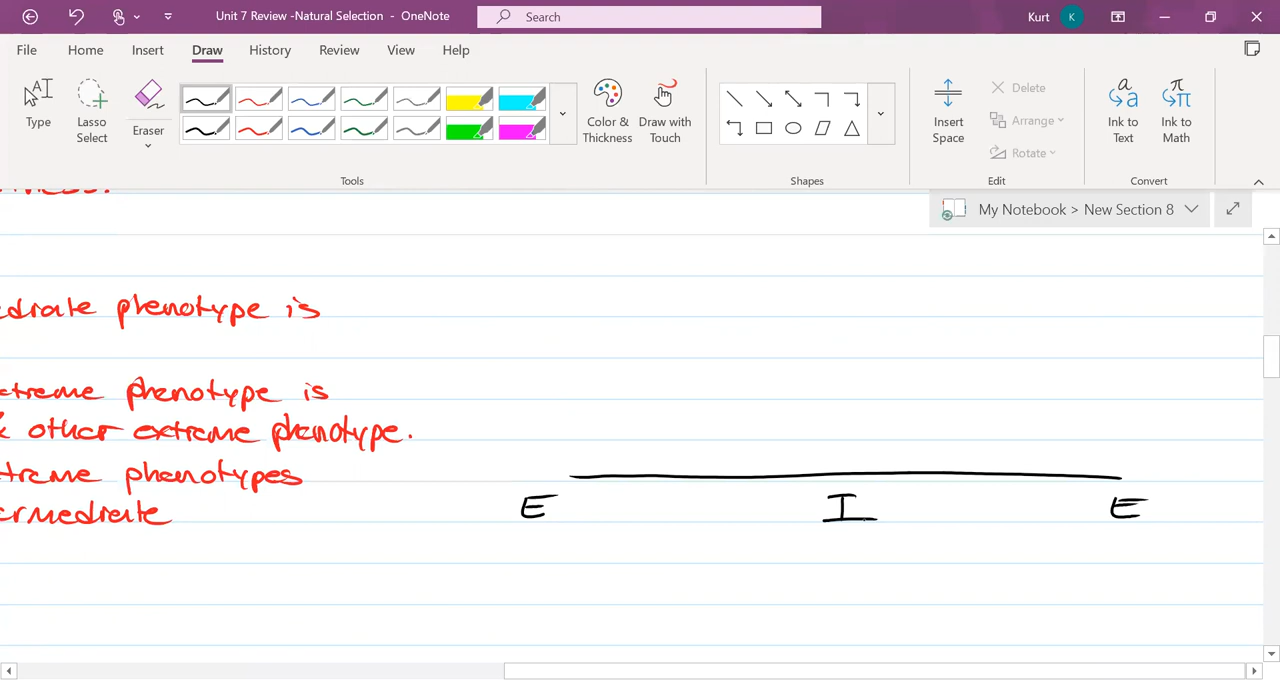 Unit 7 Review -Natural Selection - OneNote
Search
Kurt
K
File
Home
Insert
Draw
History
Review
View
Help
Type
Lasso Select
Eraser
Color & Thickness
Draw with Touch
Insert Space
Delete
Arrange
Rotate
Ink to Text
Ink to Math
Tools
Shapes
Edit
Convert
My Notebook > New Section 8
phenotype is
phenotype is
other extreme phenotype.
phenotypes
E I E